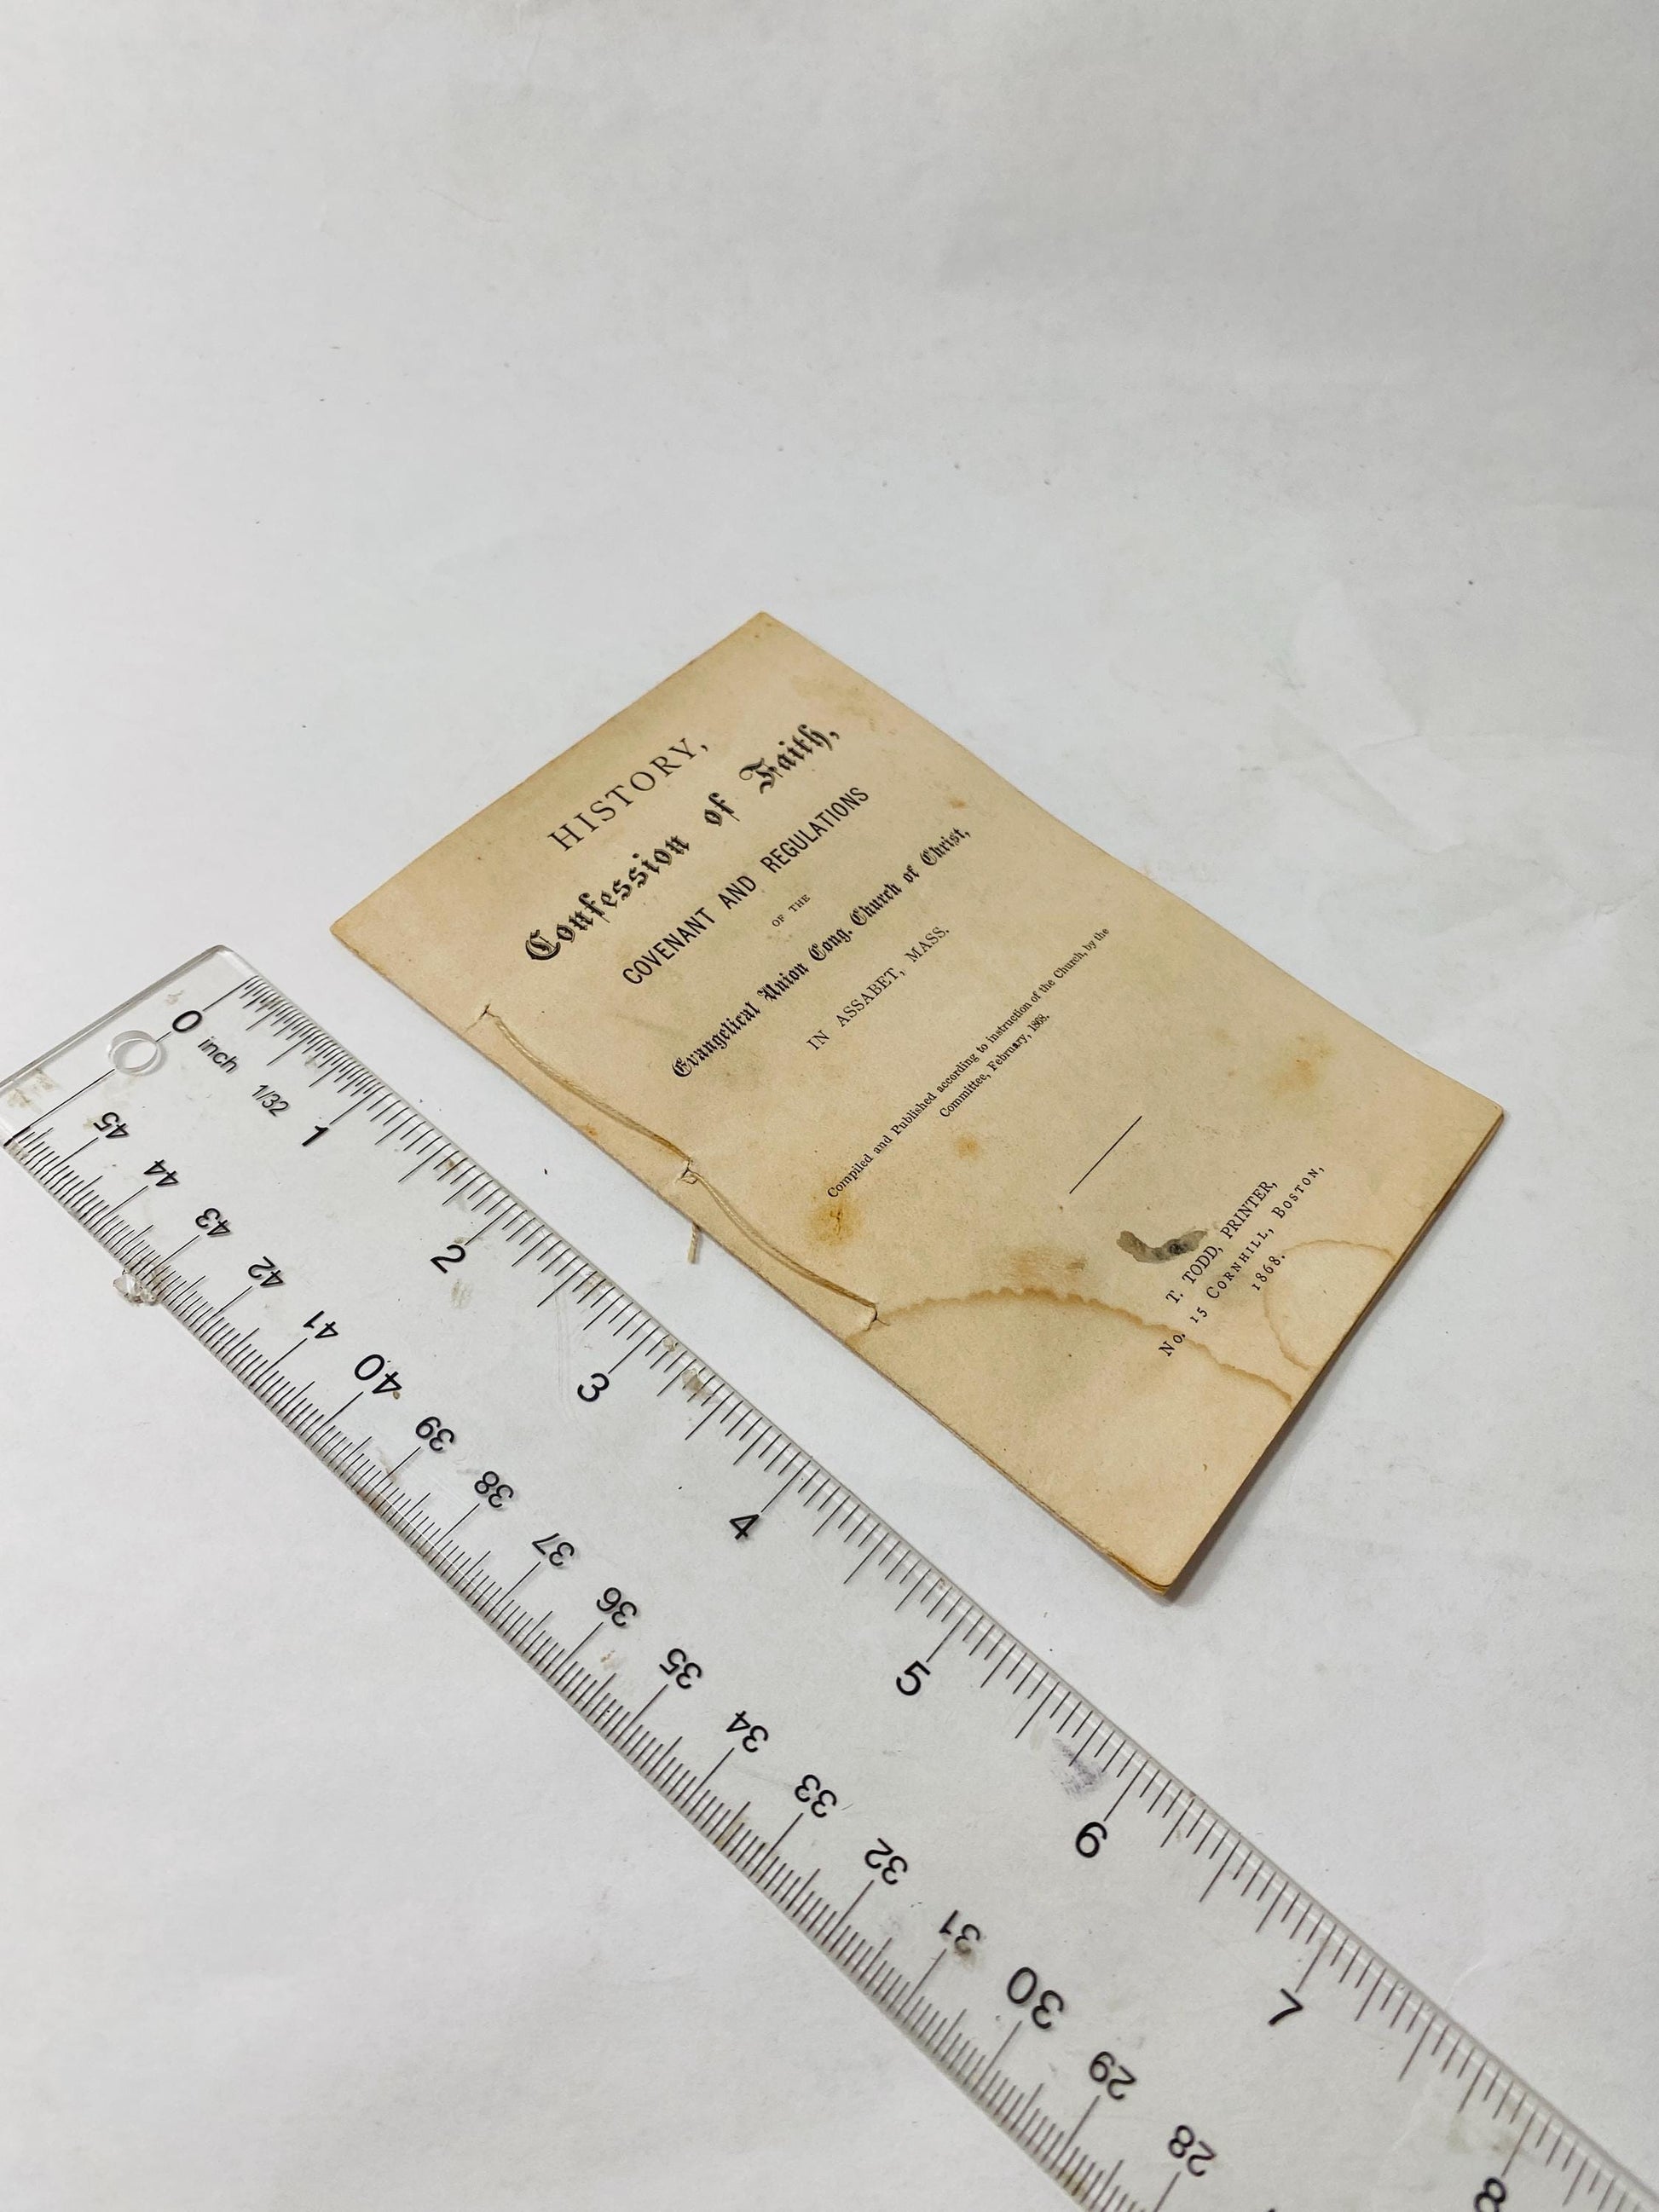 HISTORY,
Confession of Faith,
COVENANT AND REGULATIONS
OF THE
Evangelical Union Cong. Church of Christ,
IN ASSABET, MASS.
Compiled and Published according to instruction of the Church, by the
Committee, February, 1868.
T. TODD, PRINTER,
No. 15 CORNHILL, BOSTON,
1868.
0 1 2 3 4 5 6 7 8
inch 1/32
45 44 43 42 41 40 39 38 37 36 35 34 33 32 31 30 29 28